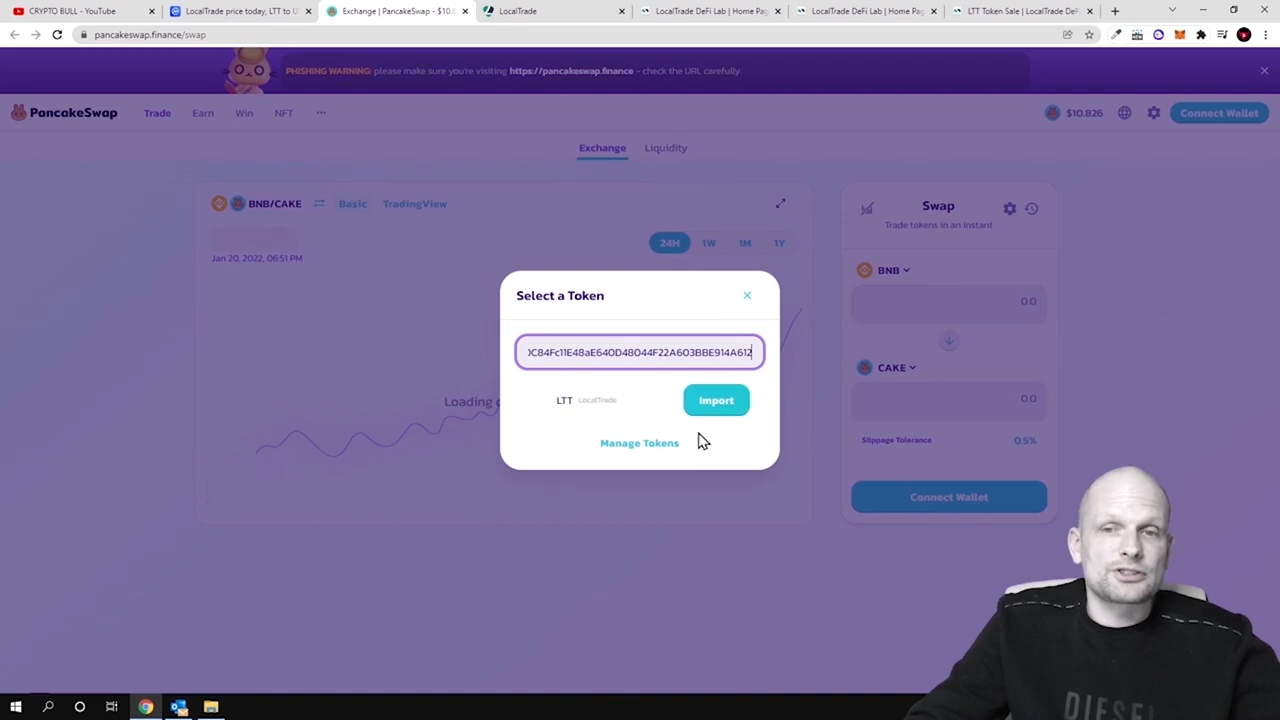 CRYPTO BULL - YouTube
LocalTrade price today, LTT to U
Exchange | PancakeSwap - $10.8
LocalTrade
LocalTrade DeFi Lab | Home Pag
LocalTrade DeFi Lab | Home Pag
LTT Token Sale | LocalTrade DeF
pancakeswap.finance/swap
PHISHING WARNING: please make sure you're visiting https://pancakeswap.finance - check the URL carefully.
PancakeSwap
Trade
Earn
Win
NFT
$10.826
Connect Wallet
Exchange
Liquidity
BNB/CAKE
Basic
TradingView
24H
1W
1M
1Y
Jan 20, 2022, 06:51 PM
Loading
Select a Token
C84Fc11E48aE640D48044F22A603BBE914A612
LTT LocalTrade
Import
Manage Tokens
Swap
Trade tokens in an instant
BNB
0.0
CAKE
0.0
Slippage Tolerance
0.5%
Connect Wallet
DIESEL